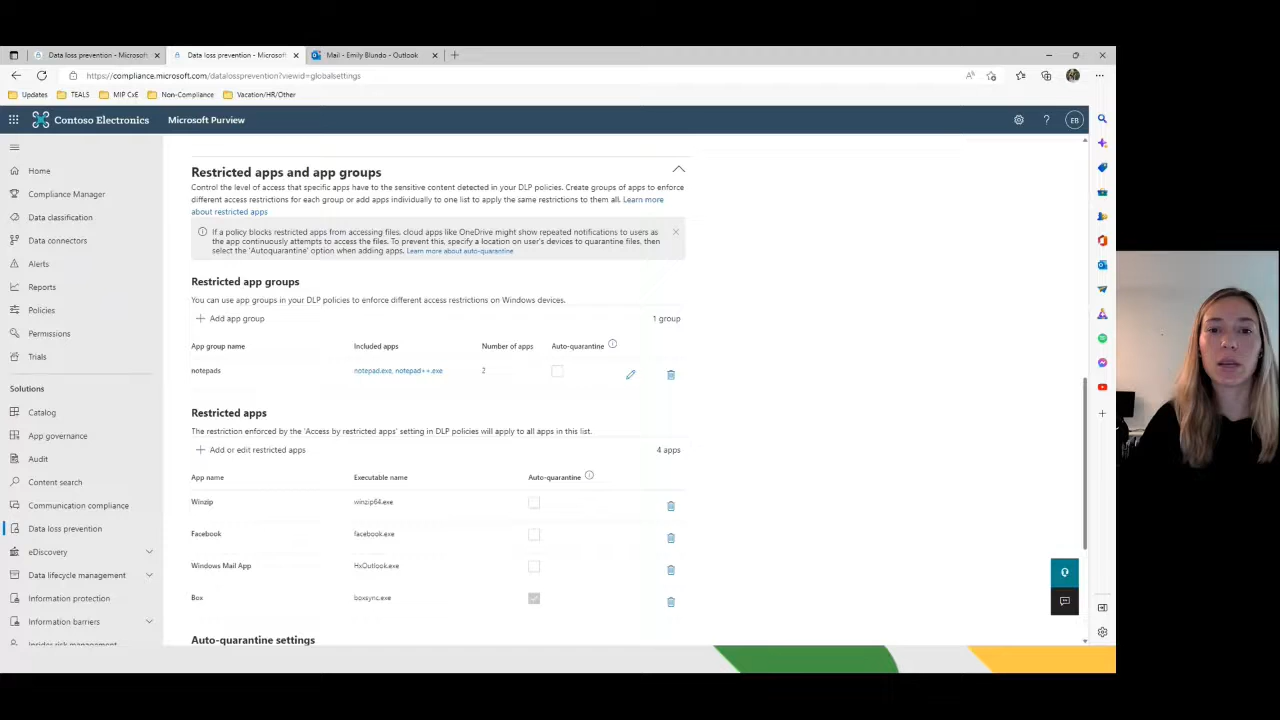 Data loss prevention - Microsoft
Data loss prevention - Microsoft
Mail - Emily Blundo - Outlook
https://compliance.microsoft.com/datalossprevention?viewid=globalsettings
Updates
TEALS
MIP CxE
Non-Compliance
Vacation/HR/Other
Contoso Electronics
Microsoft Purview
EB
Home
Compliance Manager
Data classification
Data connectors
Alerts
Reports
Policies
Permissions
Trials
Solutions
Catalog
App governance
Audit
Content search
Communication compliance
Data loss prevention
eDiscovery
Data lifecycle management
Information protection
Information barriers
Insider risk management
Restricted apps and app groups
Control the level of access that specific apps have to the sensitive content detected in your DLP policies. Create groups of apps to enforce
different access restrictions for each group or add apps individually to one list to apply the same restrictions to them all. Learn more
about restricted apps
If a policy blocks restricted apps from accessing files, cloud apps like OneDrive might show repeated notifications to users as
the app continuously attempts to access the files. To prevent this, specify a location on user's devices to quarantine files, then
select the 'Autoquarantine' option when adding apps. Learn more about auto-quarantine
Restricted app groups
You can use app groups in your DLP policies to enforce different access restrictions on Windows devices.
Add app group
1 group
App group name
Included apps
Number of apps
Auto-quarantine
notepads
notepad.exe, notepad++.exe
2
Restricted apps
The restriction enforced by the 'Access by restricted apps' setting in DLP policies will apply to all apps in this list.
Add or edit restricted apps
4 apps
App name
Executable name
Auto-quarantine
Winzip
winzip64.exe
Facebook
facebook.exe
Windows Mail App
HxOutlook.exe
Box
boxsync.exe
Auto-quarantine settings